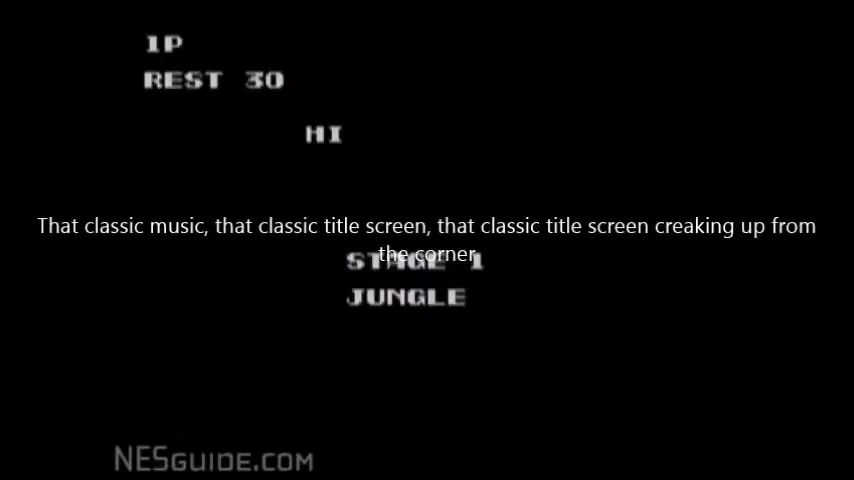 1P
REST 30
HI
That classic music, that classic title screen, that classic title screen creaking up from
the corner
STAGE 1
JUNGLE
NESGUIDE.COM